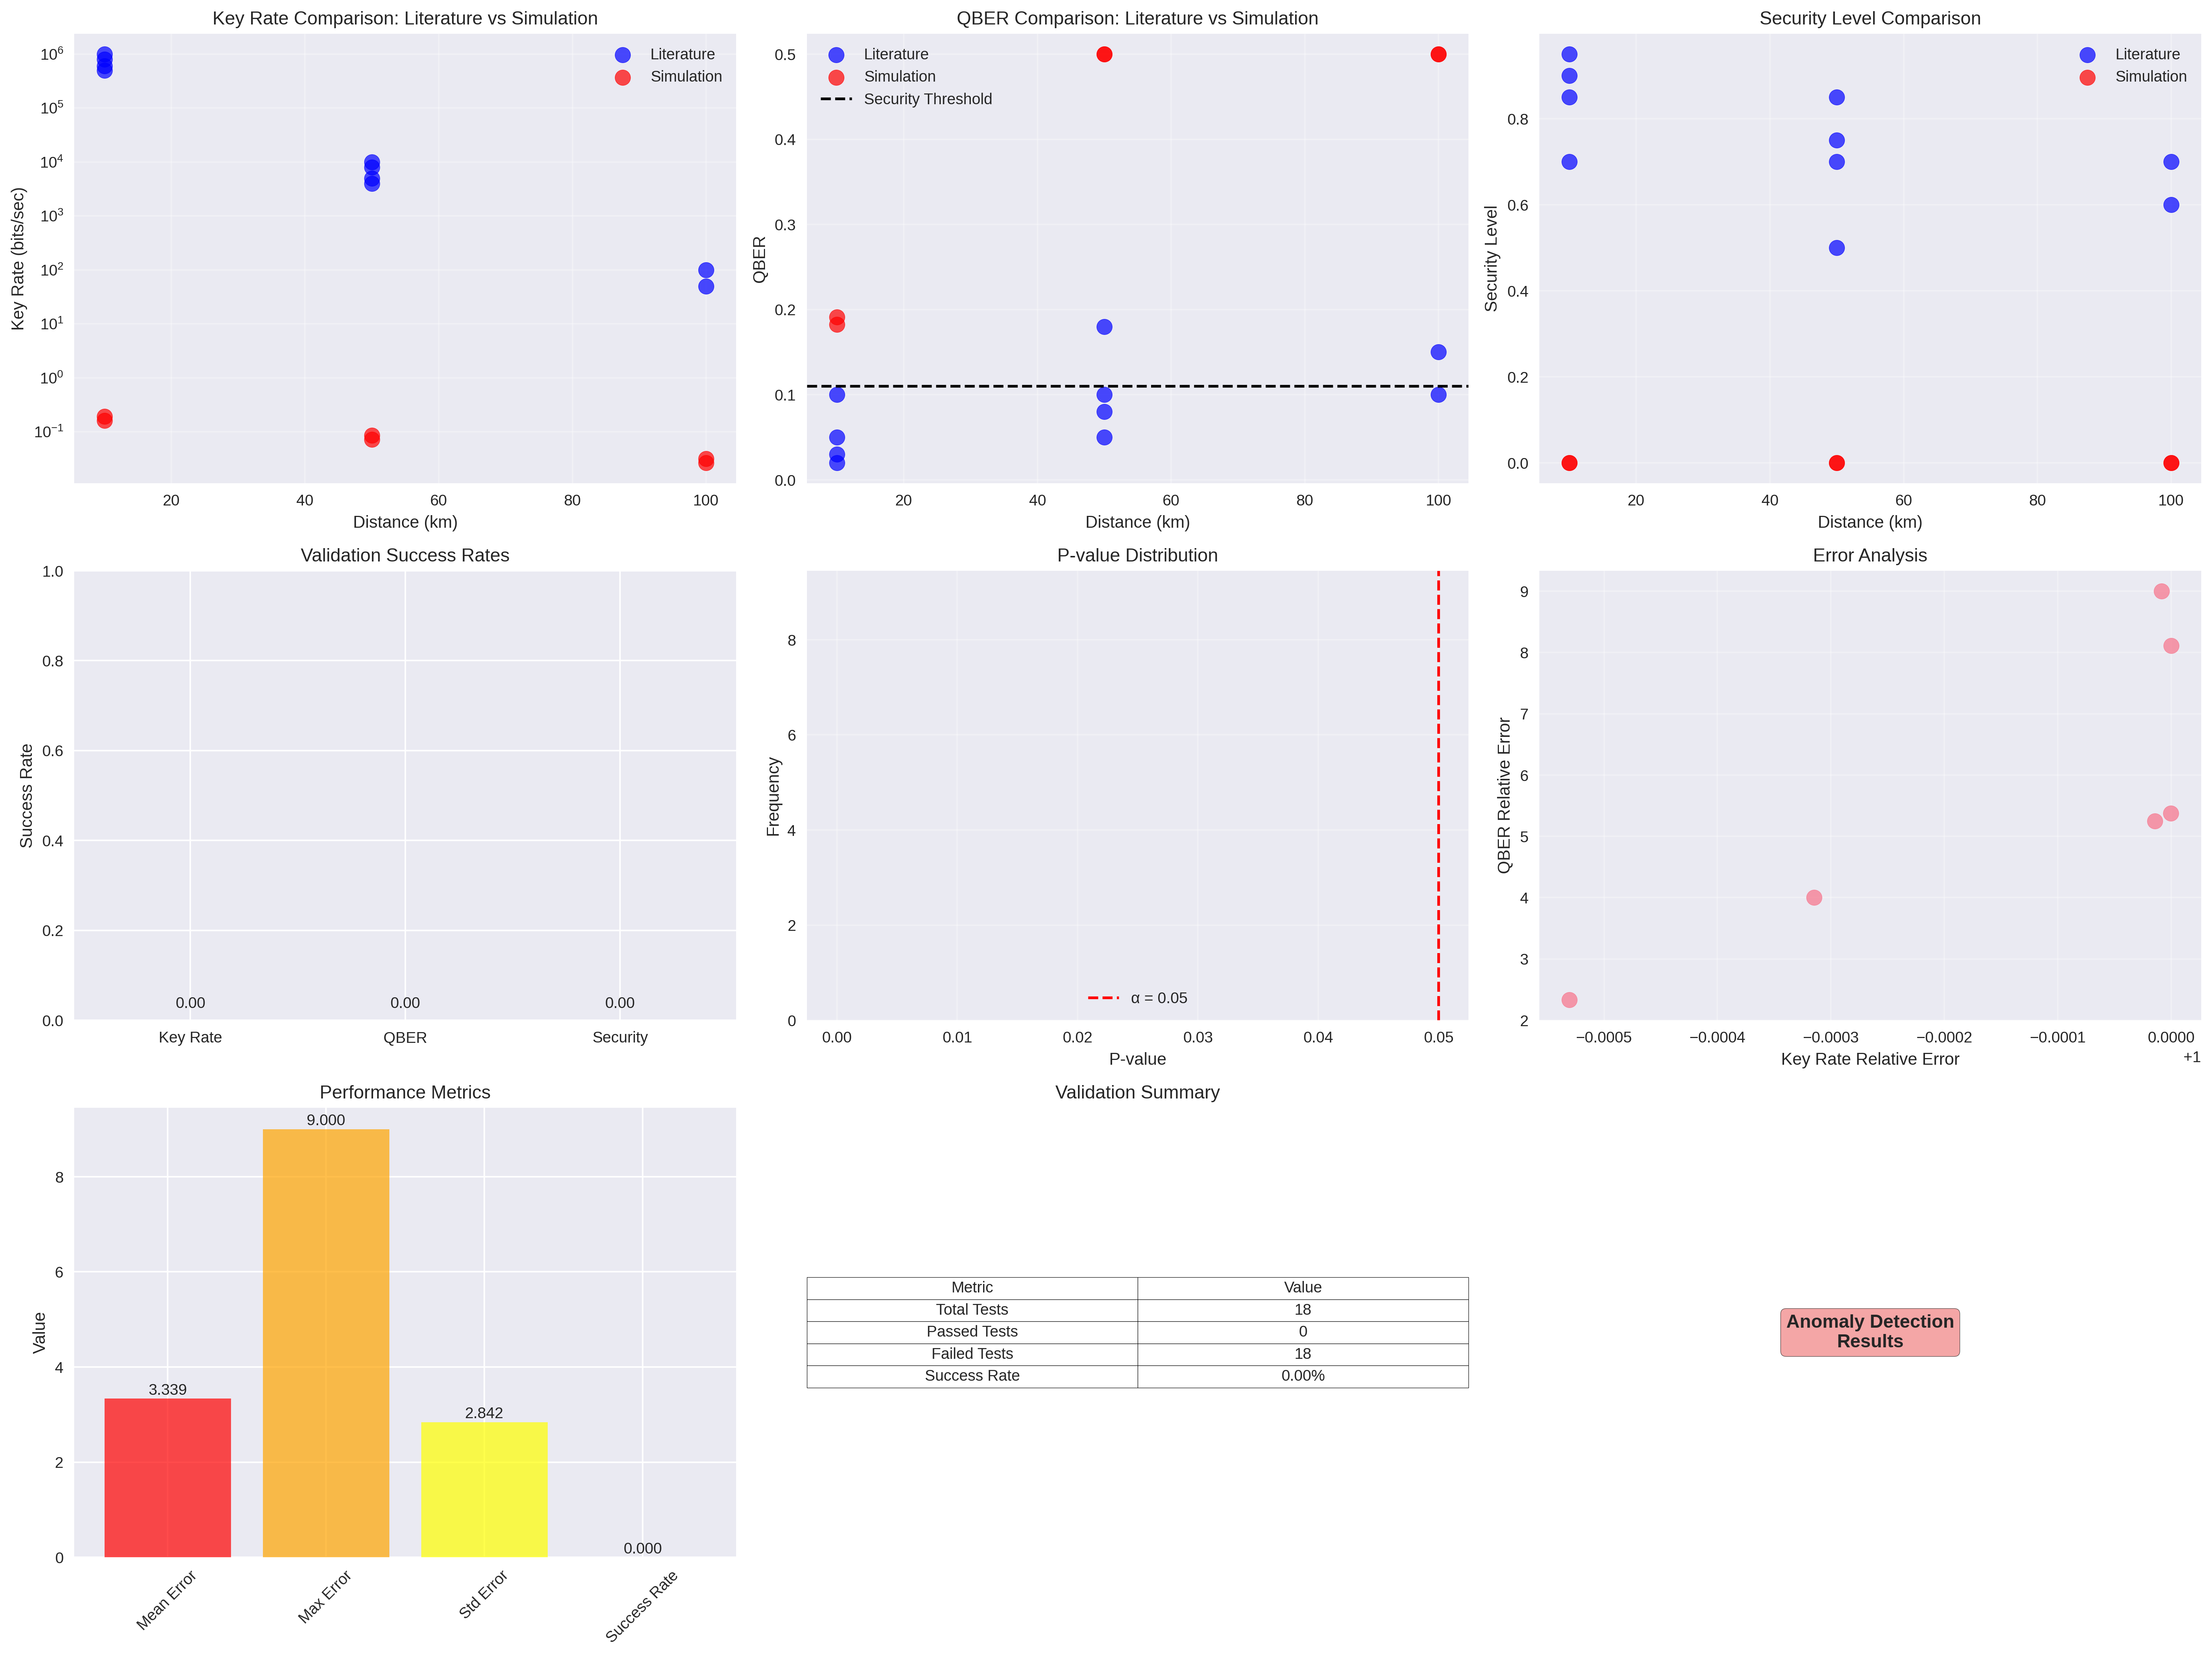 Key Rate Comparison: Literature vs Simulation
Key Rate (bits/sec)
10⁶
10⁵
10⁴
10³
10²
10¹
10⁰
10⁻¹
Literature
Simulation
20 40 60 80 100
Distance (km)
QBER Comparison: Literature vs Simulation
QBER
0.5
0.4
0.3
0.2
0.1
0.0
Literature
Simulation
Security Threshold
20 40 60 80 100
Distance (km)
Security Level Comparison
Security Level
0.8
0.6
0.4
0.2
0.0
Literature
Simulation
20 40 60 80 100
Distance (km)
Validation Success Rates
Success Rate
1.0
0.8
0.6
0.4
0.2
0.0
0.00 0.00 0.00
Key Rate QBER Security
P-value Distribution
Frequency
8
6
4
2
0
α = 0.05
0.00 0.01 0.02 0.03 0.04 0.05
P-value
Error Analysis
QBER Relative Error
9
8
7
6
5
4
3
2
−0.0005 −0.0004 −0.0003 −0.0002 −0.0001 0.0000
+1
Key Rate Relative Error
Performance Metrics
Value
8
6
4
2
0
3.339
9.000
2.842
0.000
Mean Error
Max Error
Std Error
Success Rate
Validation Summary
Metric Value
Total Tests 18
Passed Tests 0
Failed Tests 18
Success Rate 0.00%
Anomaly Detection
Results